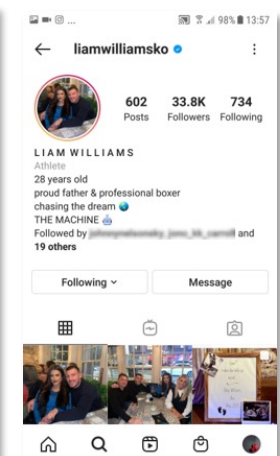 98% 13:57
liamwilliamsko
602 33.8K 734
Posts Followers Following
LIAM WILLIAMS
Athlete
28 years old
proud father & professional boxer
chasing the dream
THE MACHINE
Followed by and
19 others
Following Message